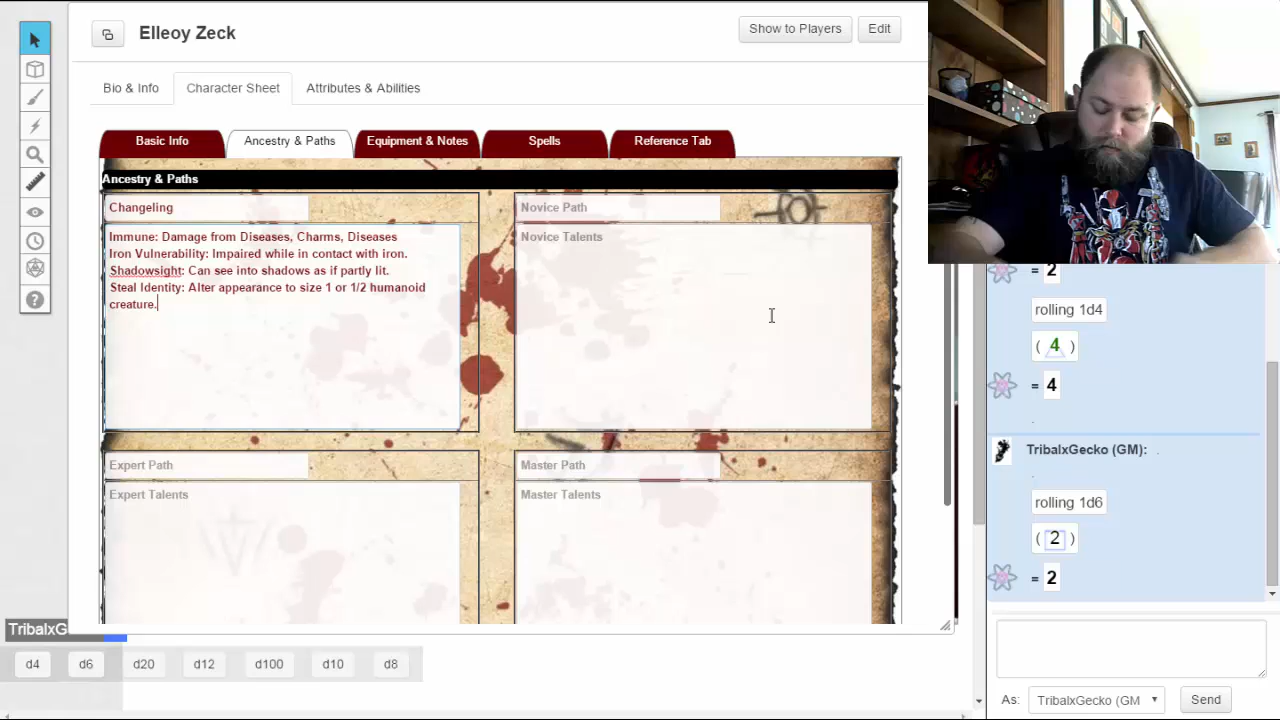 Elleoy Zeck
Show to Players
Edit
Bio & Info
Character Sheet
Attributes & Abilities
Basic Info
Ancestry & Paths
Equipment & Notes
Spells
Reference Tab
Ancestry & Paths
Changeling
Immune: Damage from Diseases, Charms, Diseases
Iron Vulnerability: Impaired while in contact with iron.
Shadowsight: Can see into shadows as if partly lit.
Steal Identity: Alter appearance to size 1 or 1/2 humanoid
creature.
Novice Path
Novice Talents
Expert Path
Expert Talents
Master Path
Master Talents
= 2
rolling 1d4
( 4 )
= 4
.
TribalxGecko (GM): .
.
rolling 1d6
( 2 )
= 2
TribalxG
d4
d6
d20
d12
d100
d10
d8
As:
TribalxGecko (GM
Send